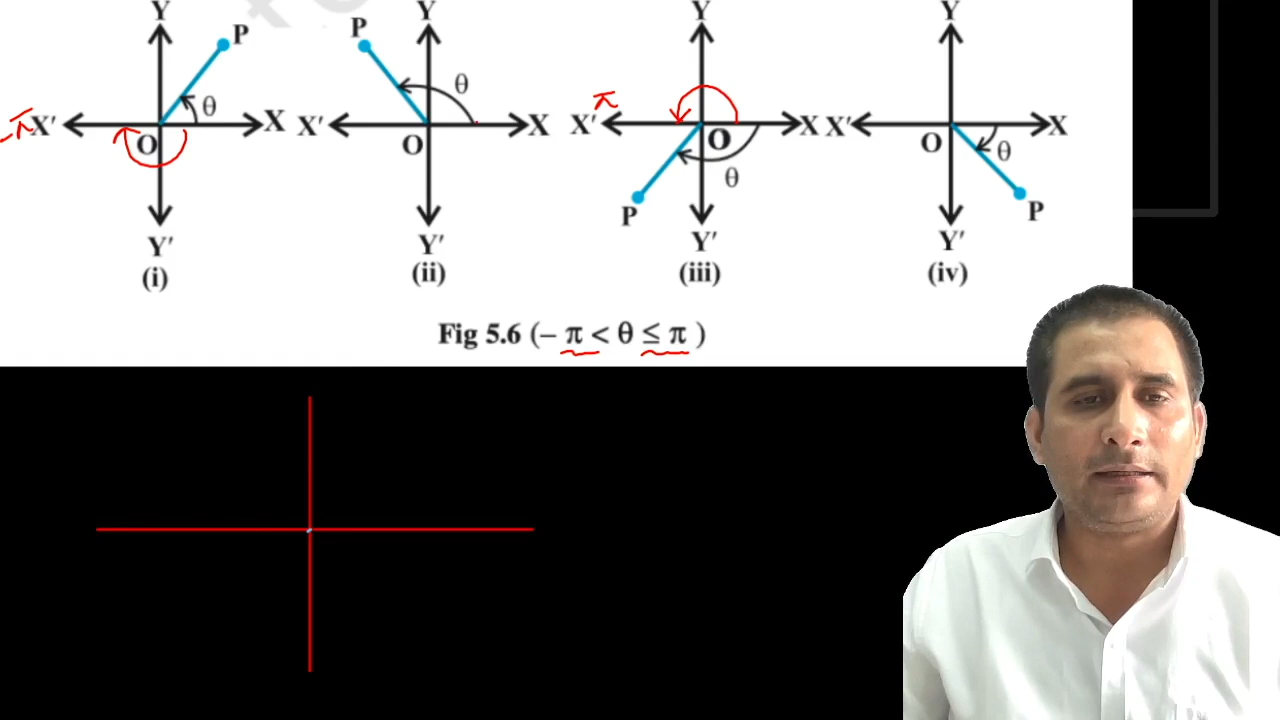 Y Y Y Y
P P
θ θ
-π X′ O X X′ O X π X′ O X X′ O X
θ θ
P P
Y′ Y′ Y′ Y′
(i) (ii) (iii) (iv)
Fig 5.6 (– π < θ ≤ π )